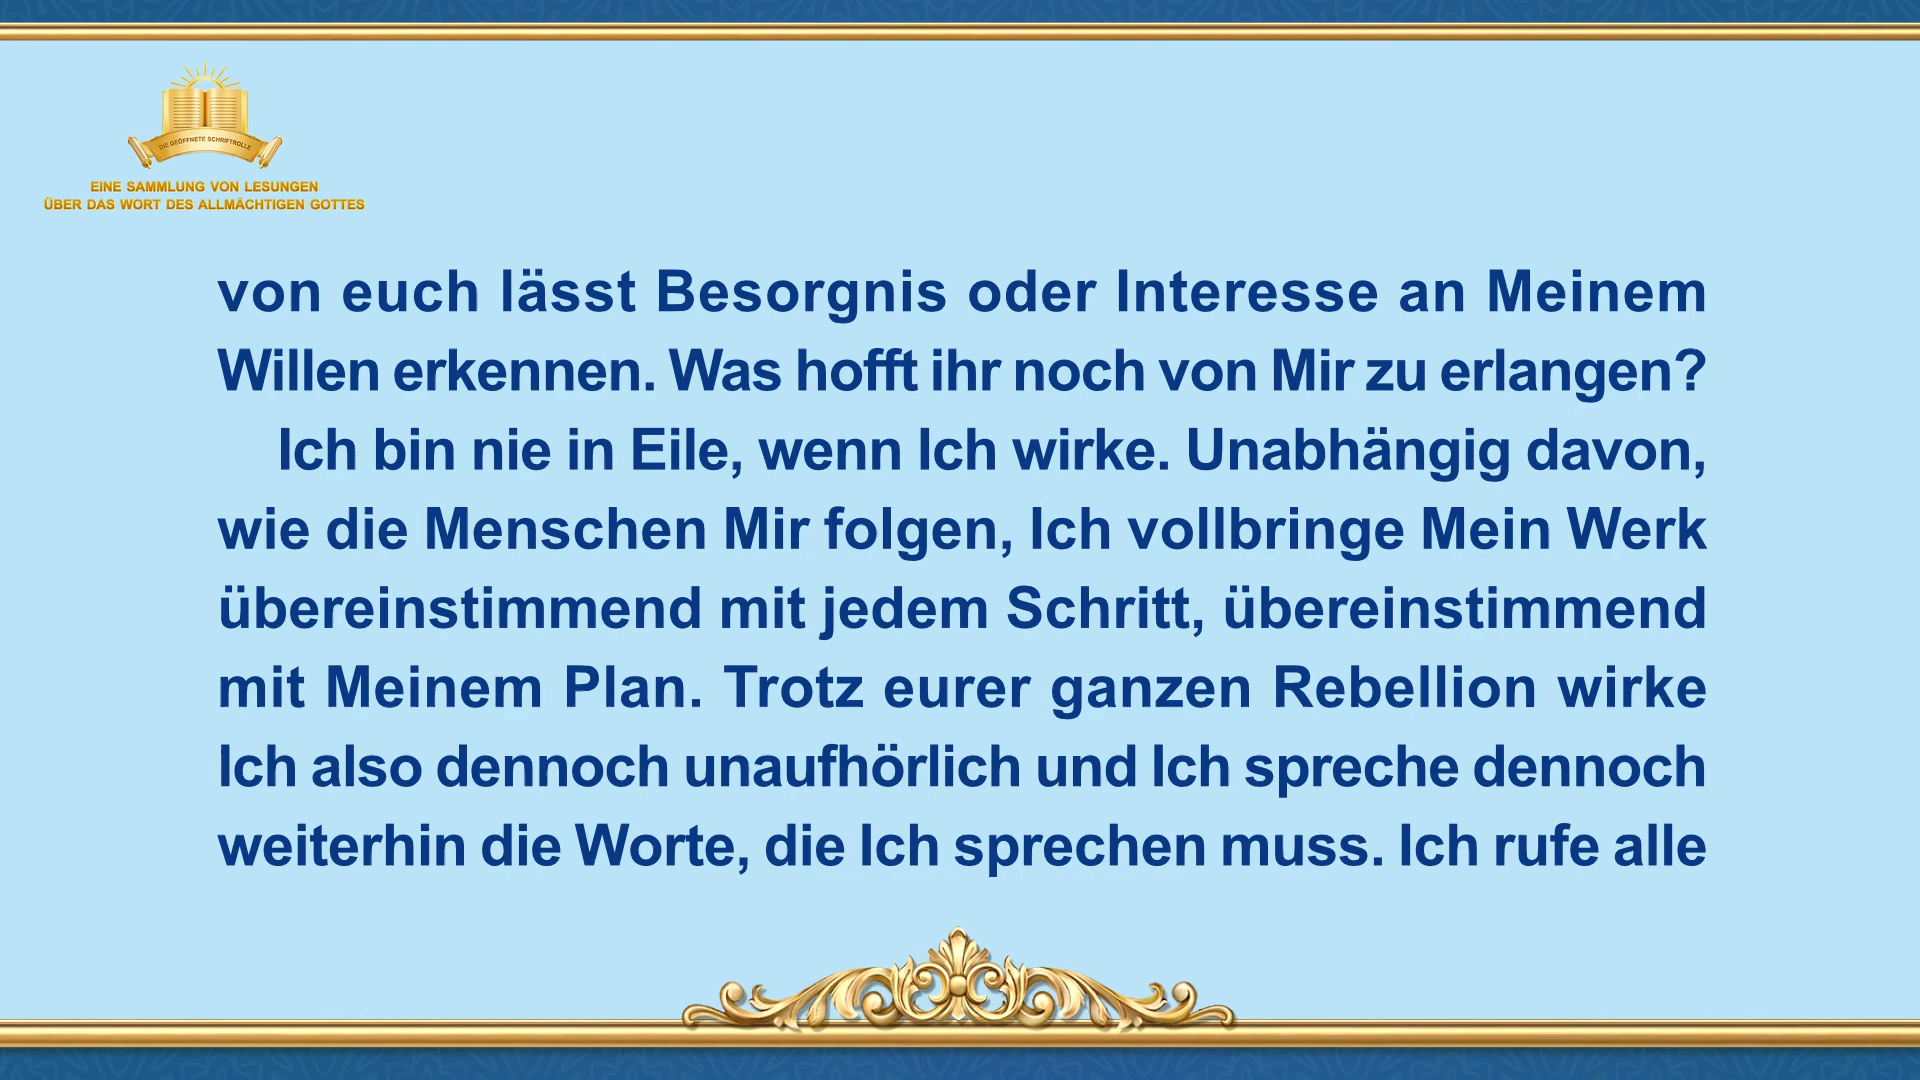 DIE GEÖFFNETE SCHRIFTROLLE
EINE SAMMLUNG VON LESUNGEN
ÜBER DAS WORT DES ALLMÄCHTIGEN GOTTES
von euch lässt Besorgnis oder Interesse an Meinem
Willen erkennen. Was hofft ihr noch von Mir zu erlangen?
Ich bin nie in Eile, wenn Ich wirke. Unabhängig davon,
wie die Menschen Mir folgen, Ich vollbringe Mein Werk
übereinstimmend mit jedem Schritt, übereinstimmend
mit Meinem Plan. Trotz eurer ganzen Rebellion wirke
Ich also dennoch unaufhörlich und Ich spreche dennoch
weiterhin die Worte, die Ich sprechen muss. Ich rufe alle